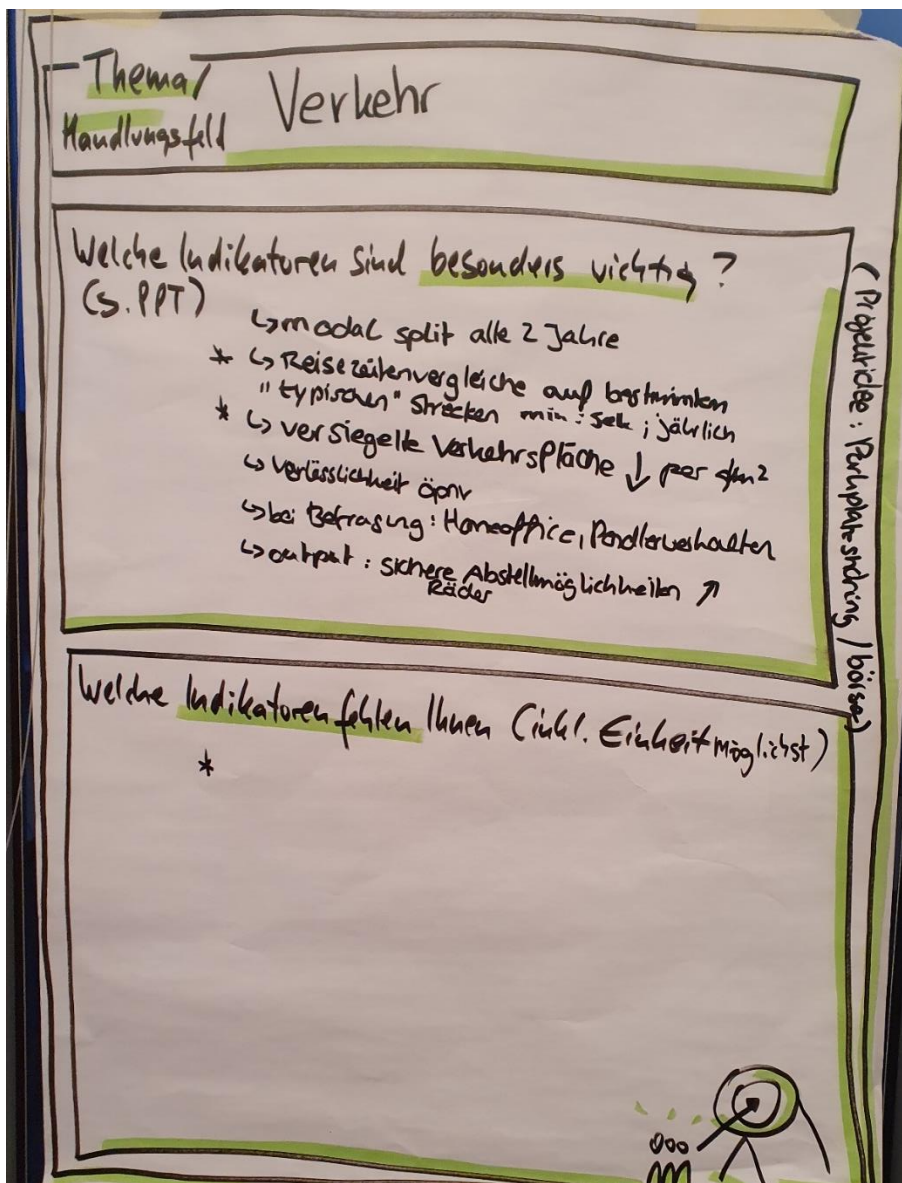 Thema/
Handlungsfeld
Verkehr
Welche Indikatoren sind besonders wichtig?
(s. PPT)
↳ modal split alle 2 Jahre
* ↳ Reisezeitenvergleiche auf bestimmten
"typischen" Strecken min : sek ; jährlich
* ↳ versiegelte Verkehrsfläche ↓ per qm2
↳ Verlässlichkeit öpnv
↳ bei Befragung: Homeoffice, Pendlerverhalten
↳ output : sichere Abstellmöglichkeiten ↗
Räder
(Projektidee: Parkplatzsharing / börse)
Welche Indikatoren fehlen Ihnen (inkl. Einheit möglichst)
*